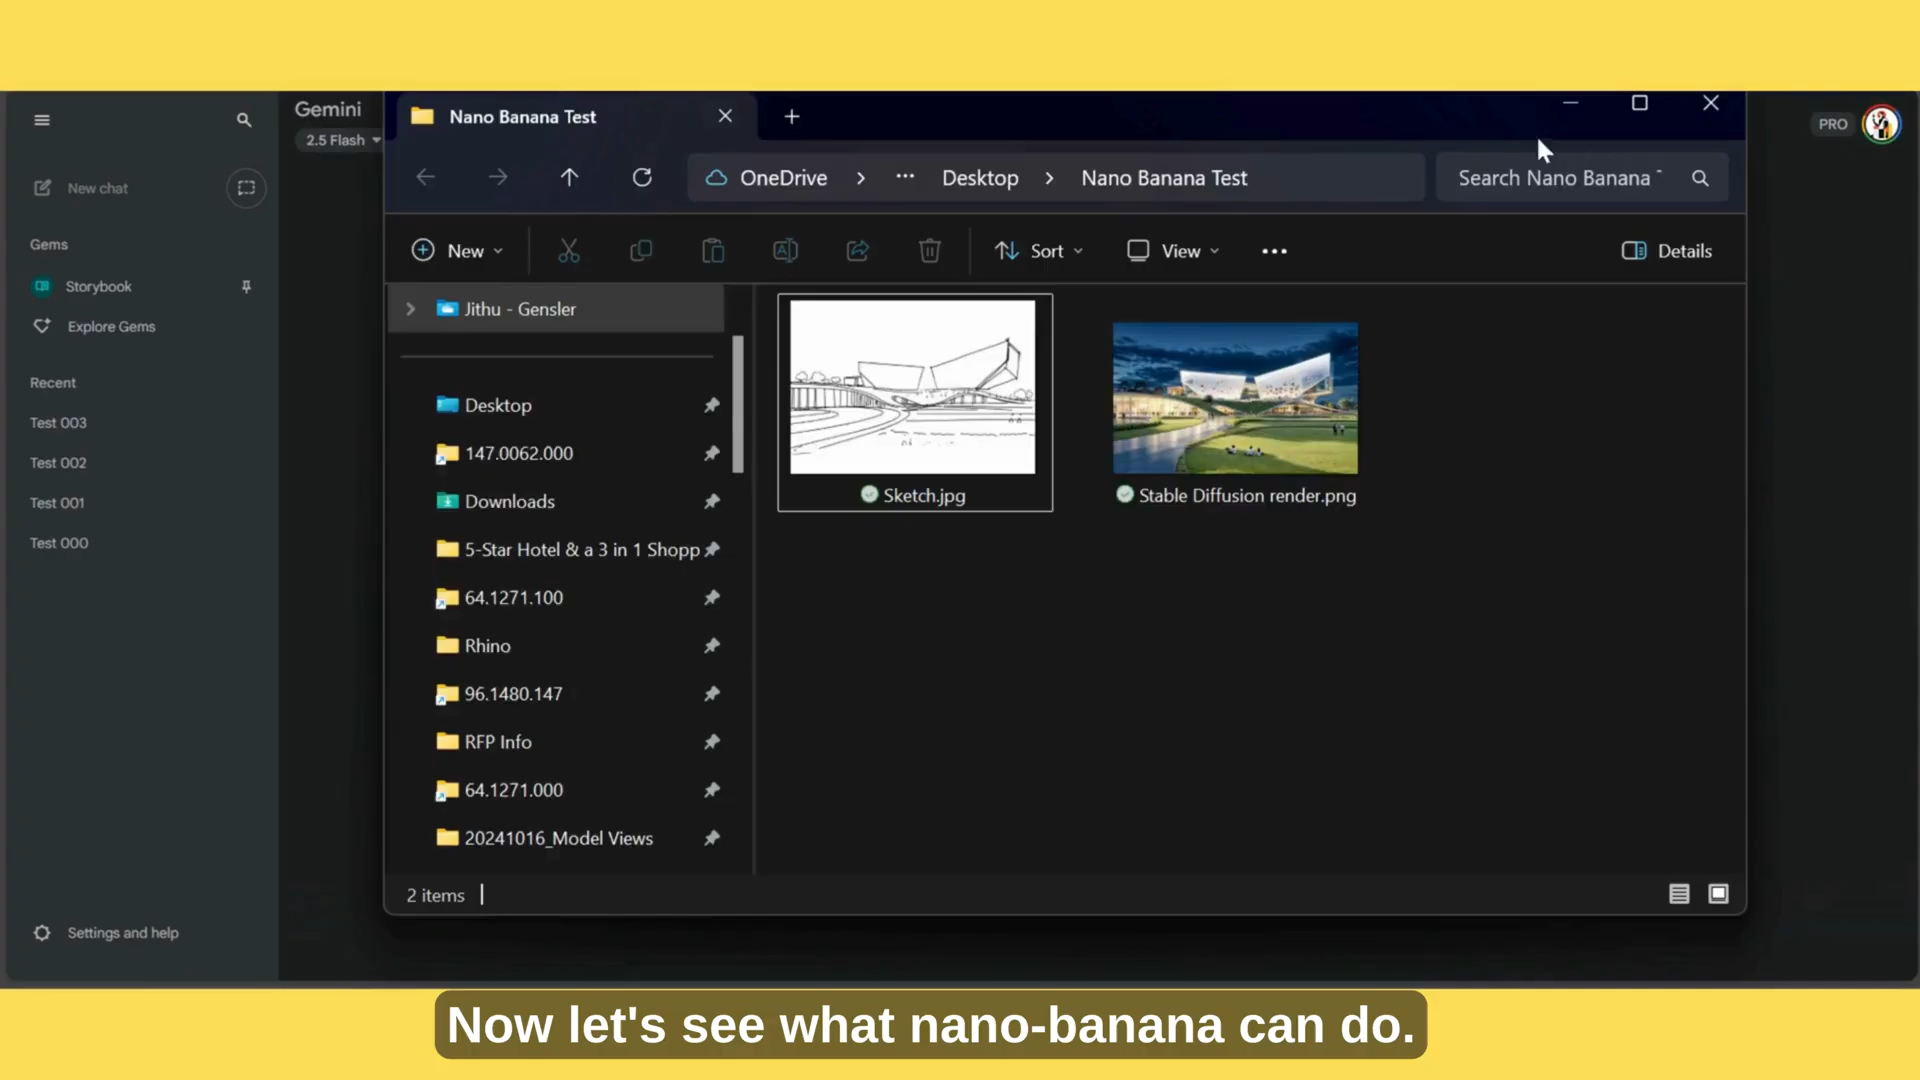 Gemini
2.5 Flash
New chat
Gems
Storybook
Explore Gems
Recent
Test 003
Test 002
Test 001
Test 000
Settings and help
Nano Banana Test
OneDrive > ... Desktop > Nano Banana Test
Search Nano Banana
New
Sort
View
Details
Jithu - Gensler
Desktop
147.0062.000
Downloads
5-Star Hotel & a 3 in 1 Shopp
64.1271.100
Rhino
96.1480.147
RFP Info
64.1271.000
20241016_Model Views
Sketch.jpg
Stable Diffusion render.png
2 items
PRO
Now let's see what nano-banana can do.